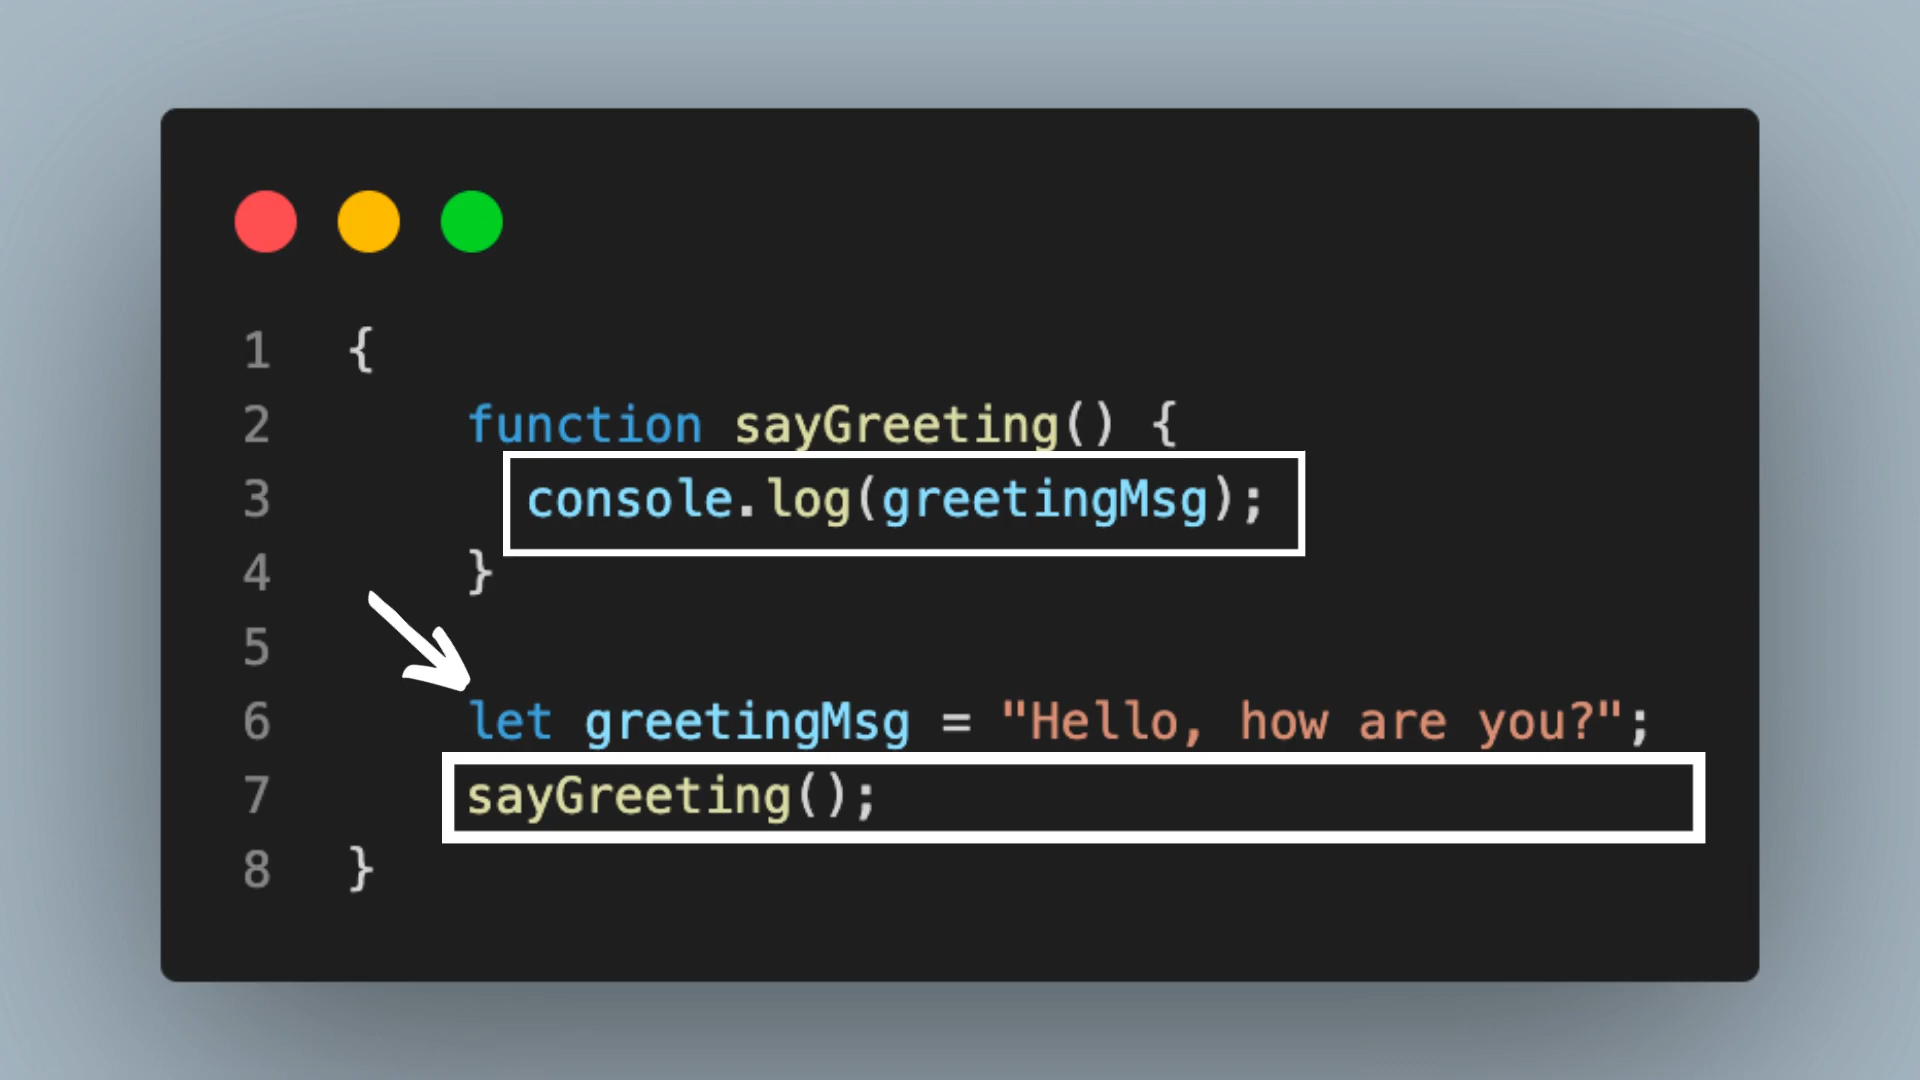 1 {
2 function sayGreeting() {
3 console.log(greetingMsg);
4 }
5
6 let greetingMsg = "Hello, how are you?";
7 sayGreeting();
8 }